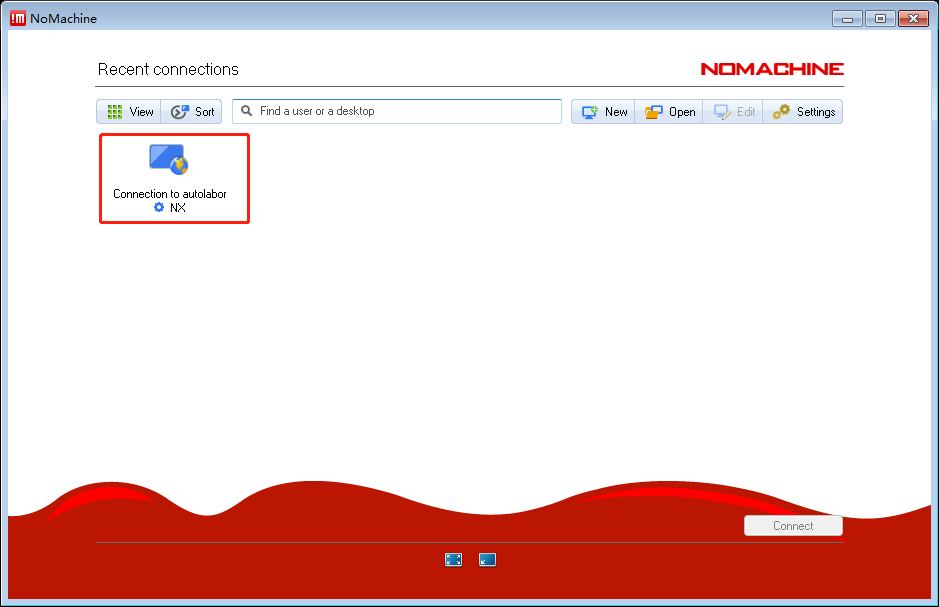 !m NoMachine
Recent connections
NOMACHINE
View Sort Find a user or a desktop New Open Edit Settings
Connection to autolabor
NX
Connect